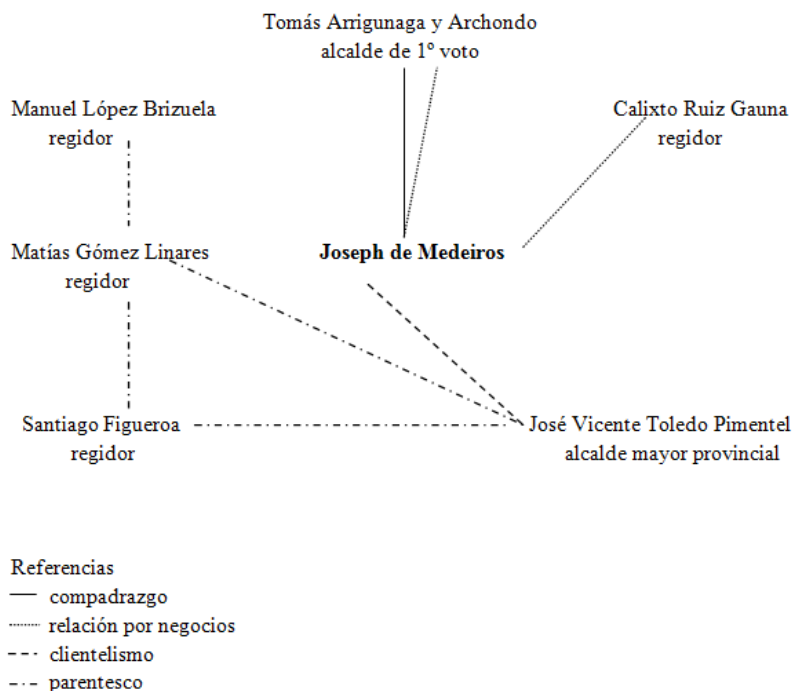 Tomás Arrigunaga y Archondo
alcalde de 1º voto
Manuel López Brizuela
regidor
Calixto Ruiz Gauna
regidor
Matías Gómez Linares
regidor
Joseph de Medeiros
Santiago Figueroa
regidor
José Vicente Toledo Pimentel
alcalde mayor provincial
Referencias
compadrazgo
relación por negocios
clientelismo
parentesco